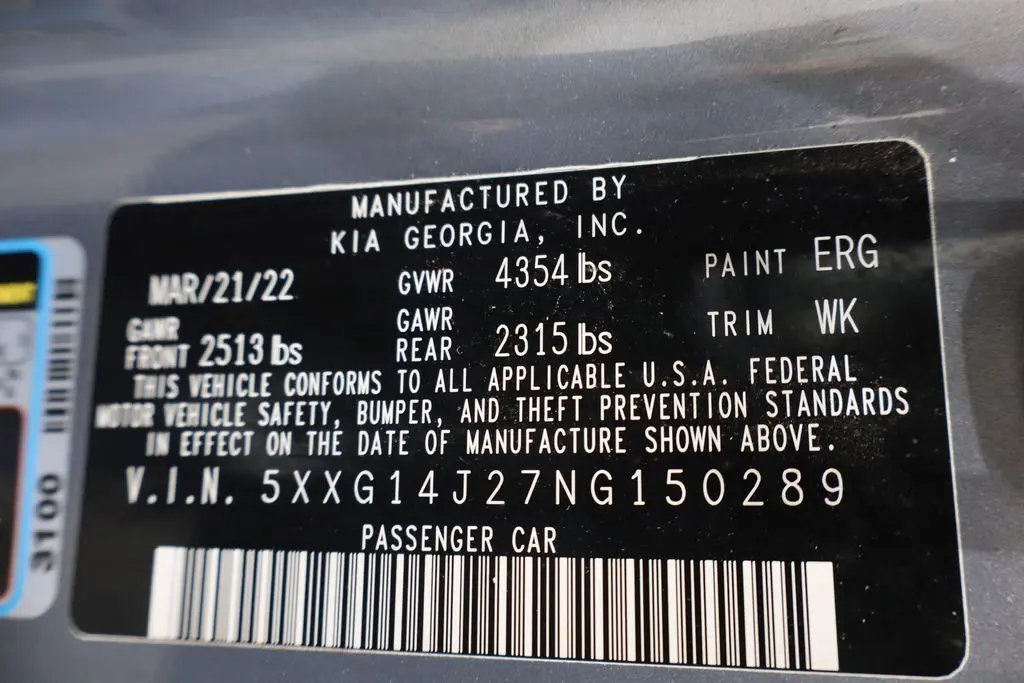 MANUFACTURED BY
KIA GEORGIA, INC.
MAR/21/22 GVWR 4354 lbs PAINT ERG
GAWR FRONT 2513 lbs GAWR REAR 2315 lbs TRIM WK
THIS VEHICLE CONFORMS TO ALL APPLICABLE U.S.A. FEDERAL
MOTOR VEHICLE SAFETY, BUMPER, AND THEFT PREVENTION STANDARDS
IN EFFECT ON THE DATE OF MANUFACTURE SHOWN ABOVE.
V.I.N. 5XXG14J27NG150289
PASSENGER CAR
3100